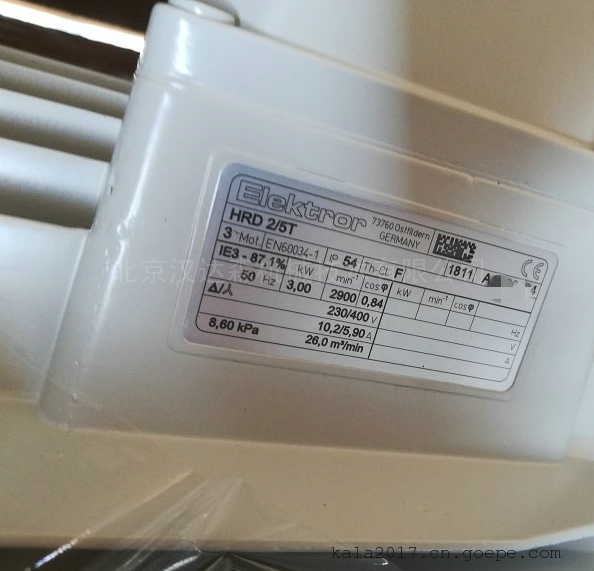 Elektror 73760 Ostfildern
GERMANY
HRD 2/5T
3~Mot. EN60034-1 IP 54 Th-Cl. F 1811 A
IE3 - 87,1% kW min⁻¹ cosφ kW min⁻¹ cosφ
50 Hz 3,00 2900 0,84 Hz
Δ/⅄ 230/400 V V
10,2/5,90 A A
8,60 kPa 26,0 m³/min
kala2017.cn.goepe.com